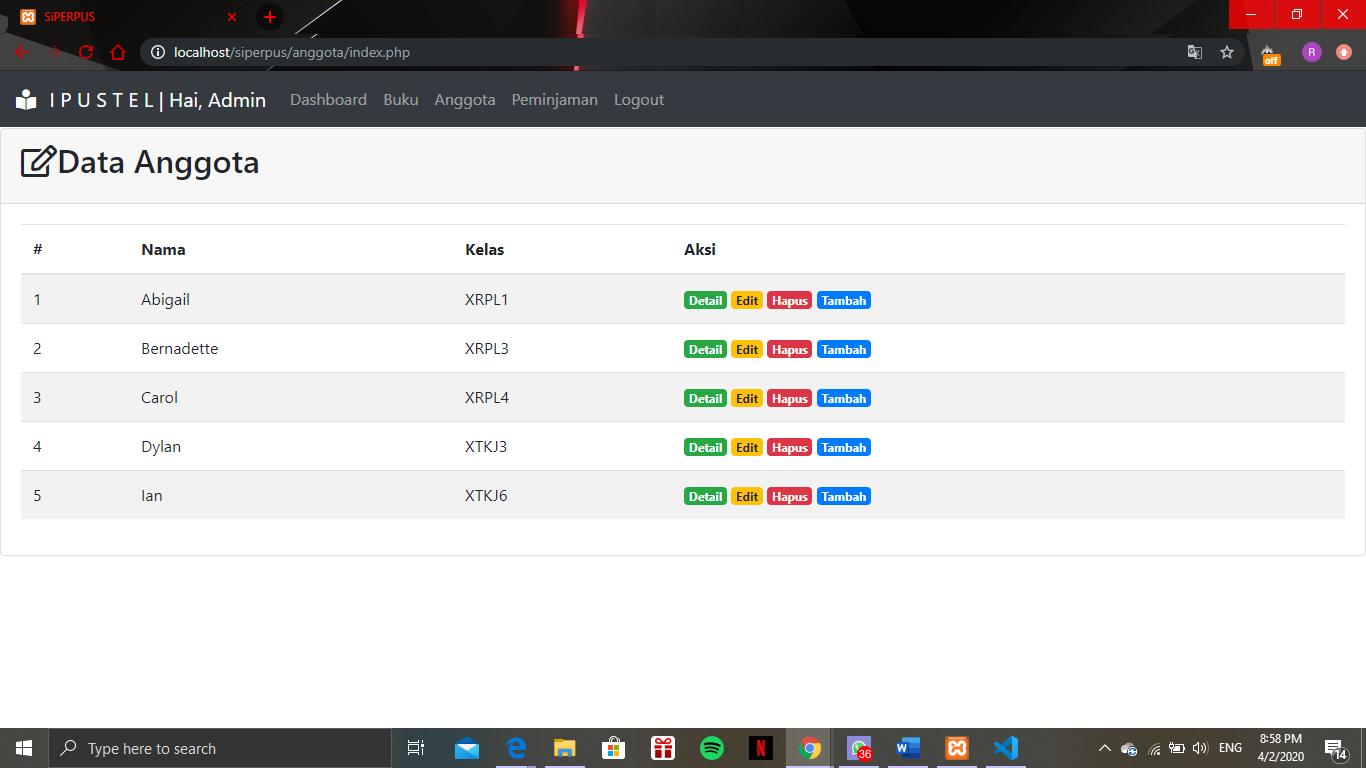 SiPERPUS
localhost/siperpus/anggota/index.php
R
off
I P U S T E L | Hai, Admin Dashboard Buku Anggota Peminjaman Logout
Data Anggota
# Nama Kelas Aksi
1 Abigail XRPL1 Detail Edit Hapus Tambah
2 Bernadette XRPL3 Detail Edit Hapus Tambah
3 Carol XRPL4 Detail Edit Hapus Tambah
4 Dylan XTKJ3 Detail Edit Hapus Tambah
5 Ian XTKJ6 Detail Edit Hapus Tambah
Type here to search
36
ENG
8:58 PM
4/2/2020
14